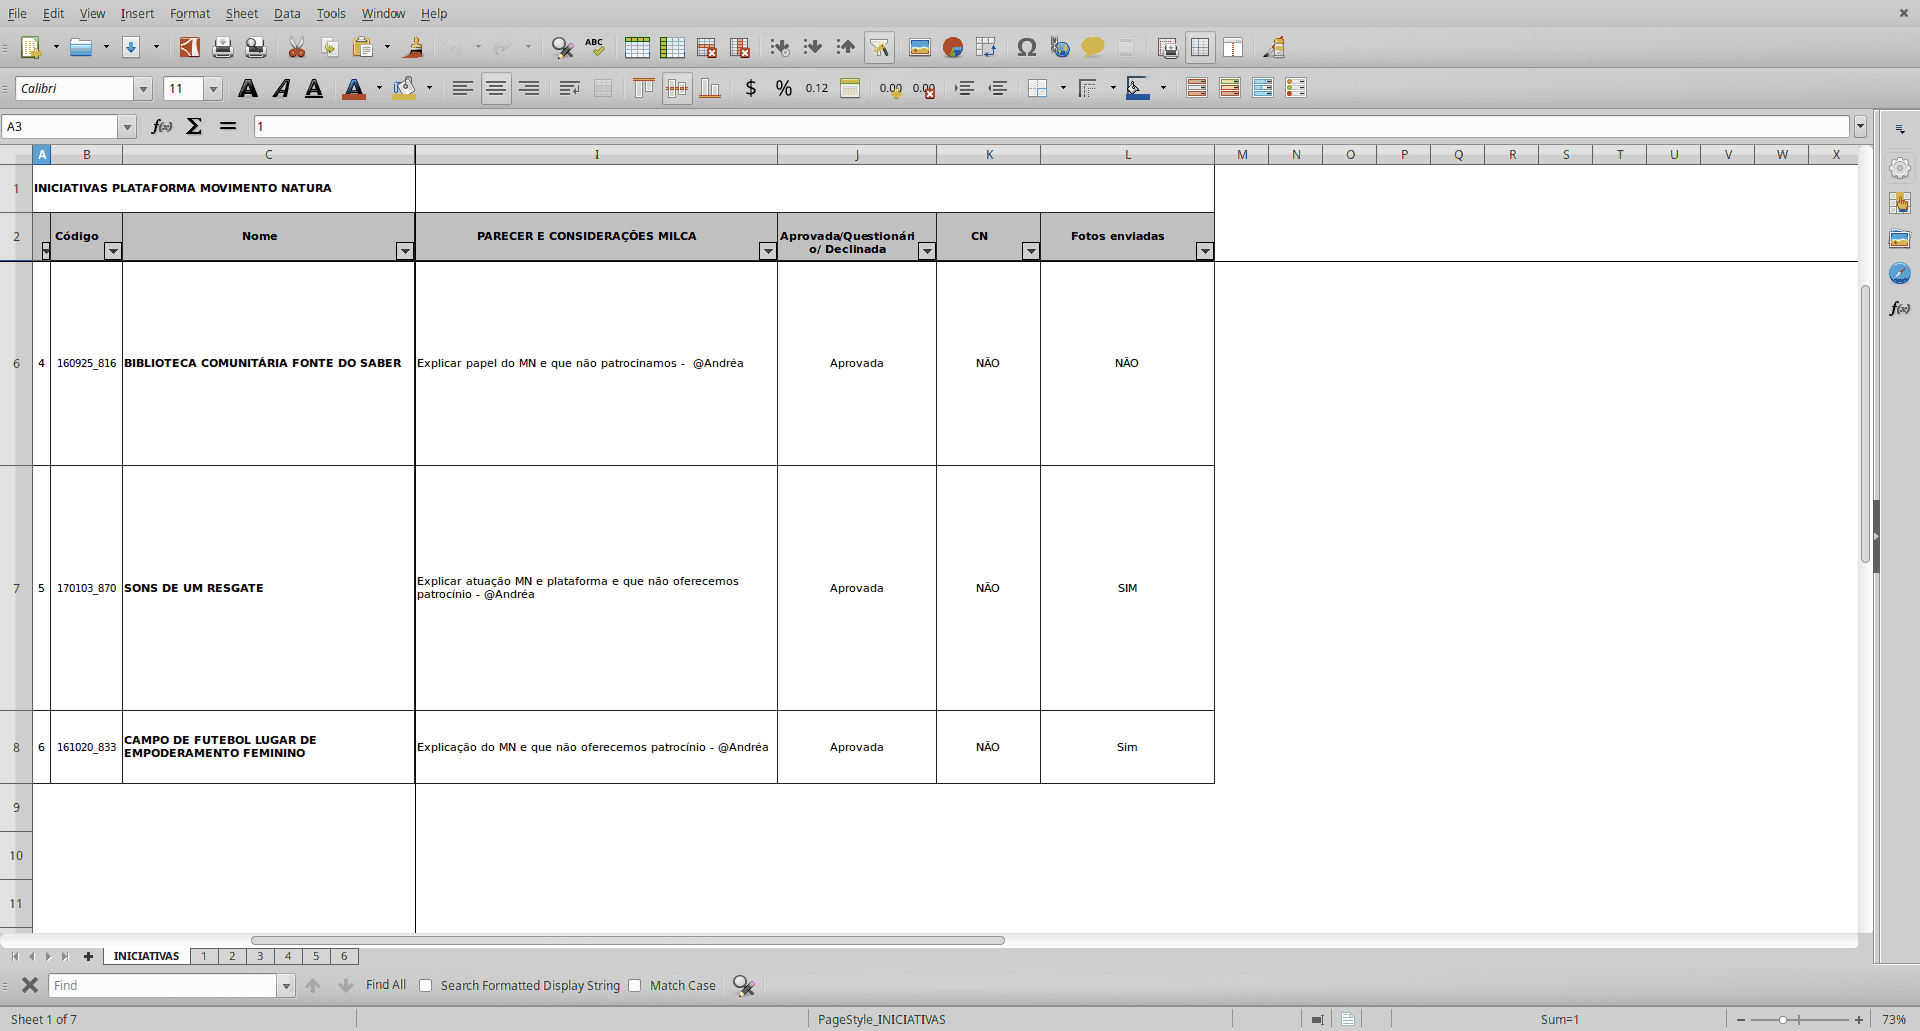 File Edit View Insert Format Sheet Data Tools Window Help
ABC
Calibri 11 A A A A $ % 0.12 0.00 0.00
A3 f(x) Σ = 1
A B C I J K L M N O P Q R S T U V W X
1 INICIATIVAS PLATAFORMA MOVIMENTO NATURA
2 Código Nome PARECER E CONSIDERAÇÕES MILCA Aprovada/Questionári
o/ Declinada CN Fotos enviadas
6 4 160925_816 BIBLIOTECA COMUNITÁRIA FONTE DO SABER Explicar papel do MN e que não patrocinamos - @Andréa Aprovada NÃO NÃO
7 5 170103_870 SONS DE UM RESGATE Explicar atuação MN e plataforma e que não oferecemos
patrocínio - @Andréa Aprovada NÃO SIM
8 6 161020_833 CAMPO DE FUTEBOL LUGAR DE
EMPODERAMENTO FEMININO Explicação do MN e que não oferecemos patrocínio - @Andréa Aprovada NÃO Sim
9
10
11
INICIATIVAS 1 2 3 4 5 6
Find Find All Search Formatted Display String Match Case
Sheet 1 of 7 PageStyle_INICIATIVAS Sum=1 73%